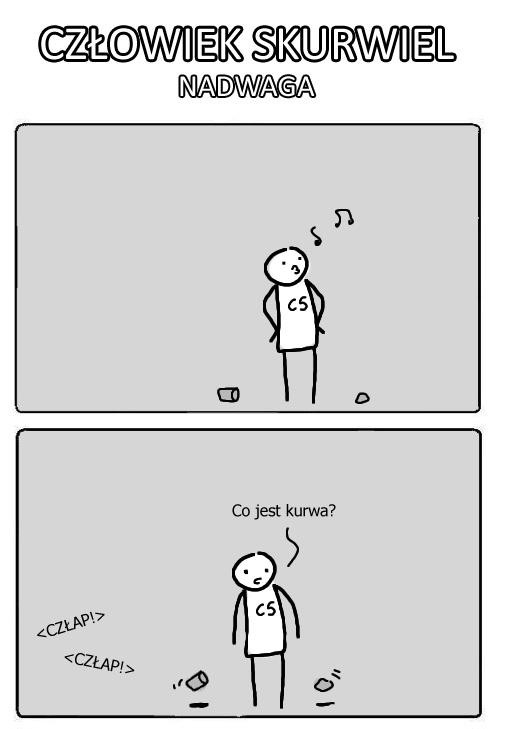 CZŁOWIEK SKURWIEL
NADWAGA
CS
Co jest kurwa?
CS
<CZŁAP!>
<CZŁAP!>